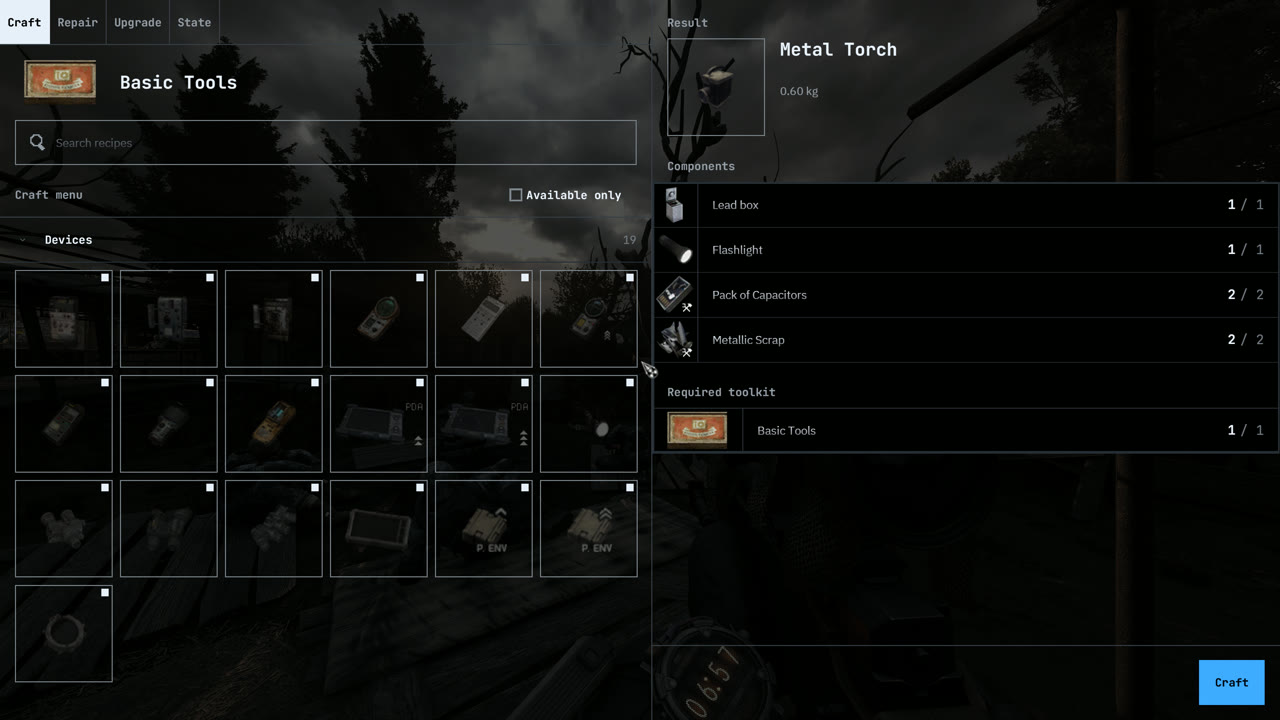 Craft Repair Upgrade State
Basic Tools
Search recipes
Craft menu Available only
Devices 19
PDA PDA
P. ENV P. ENV
Result
Metal Torch
0.60 kg
Components
Lead box 1 / 1
Flashlight 1 / 1
Pack of Capacitors 2 / 2
Metallic Scrap 2 / 2
Required toolkit
Basic Tools 1 / 1
06:57
Craft